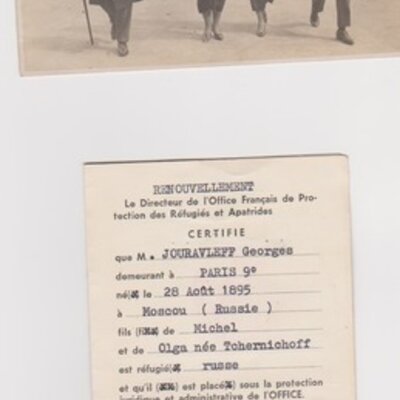 RENOUVELLEMENT
Le Directeur de l'Office Français de Pro-
tection des Réfugiés et Apatrides
CERTIFIE
que M. JOURAVLEFF Georges
demeurant à PARIS 9e
né(x) le 28 Août 1895
à Moscou ( Russie )
fils (xxx) de Michel
et de Olga née Tchernichoff
est réfugié(x) russe
et qu'il (xxx) est placé(x) sous la protection
juridique et administrative de l'OFFICE.